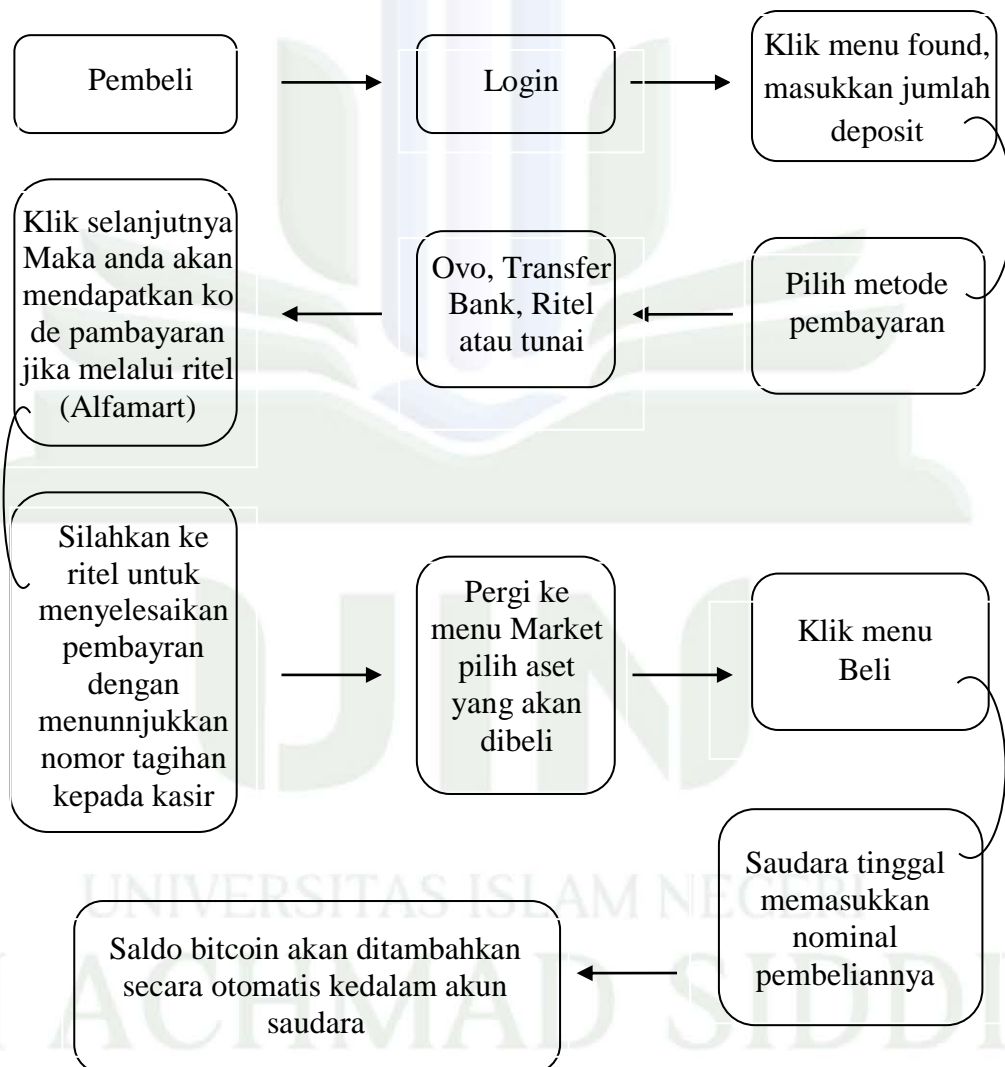 Pembeli
Login
Klik menu found,
masukkan jumlah
deposit
Pilih metode
pembayaran
Ovo, Transfer
Bank, Ritel
atau tunai
Klik selanjutnya
Maka anda akan
mendapatkan ko
de pambayaran
jika melalui ritel
(Alfamart)
Silahkan ke
ritel untuk
menyelesaikan
pembayran
dengan
menunnjukkan
nomor tagihan
kepada kasir
Pergi ke
menu Market
pilih aset
yang akan
dibeli
Klik menu
Beli
Saudara tinggal
memasukkan
nominal
pembeliannya
Saldo bitcoin akan ditambahkan
secara otomatis kedalam akun
saudara
UIN
UNIVERSITAS ISLAM NEGERI
ACHMAD SIDDI